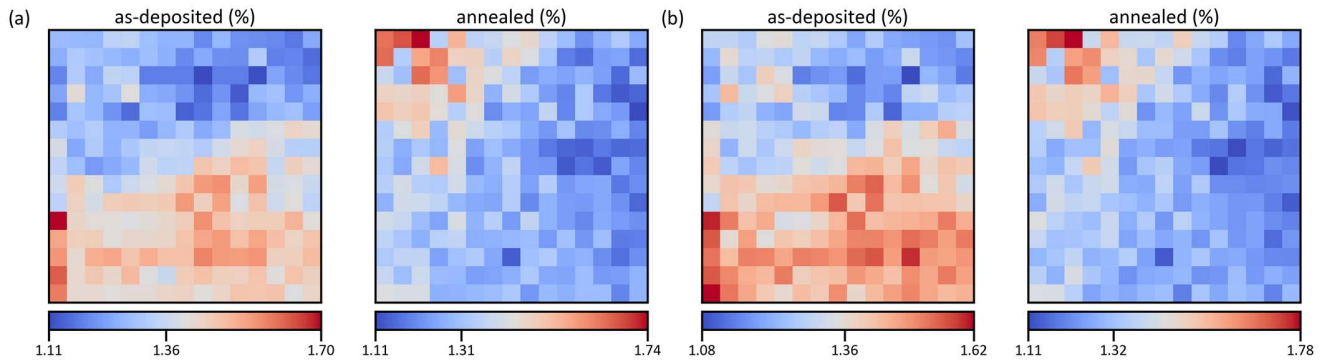 (a) as-deposited (%) annealed (%) (b) as-deposited (%) annealed (%)
1.11 1.36 1.70 1.11 1.31 1.74 1.08 1.36 1.62 1.11 1.32 1.78